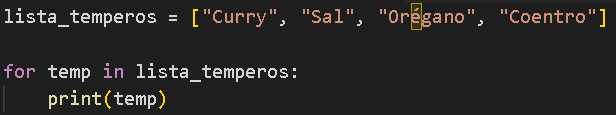 lista_temperos = ["Curry", "Sal", "Orégano", "Coentro"]
for temp in lista_temperos:
    print(temp)